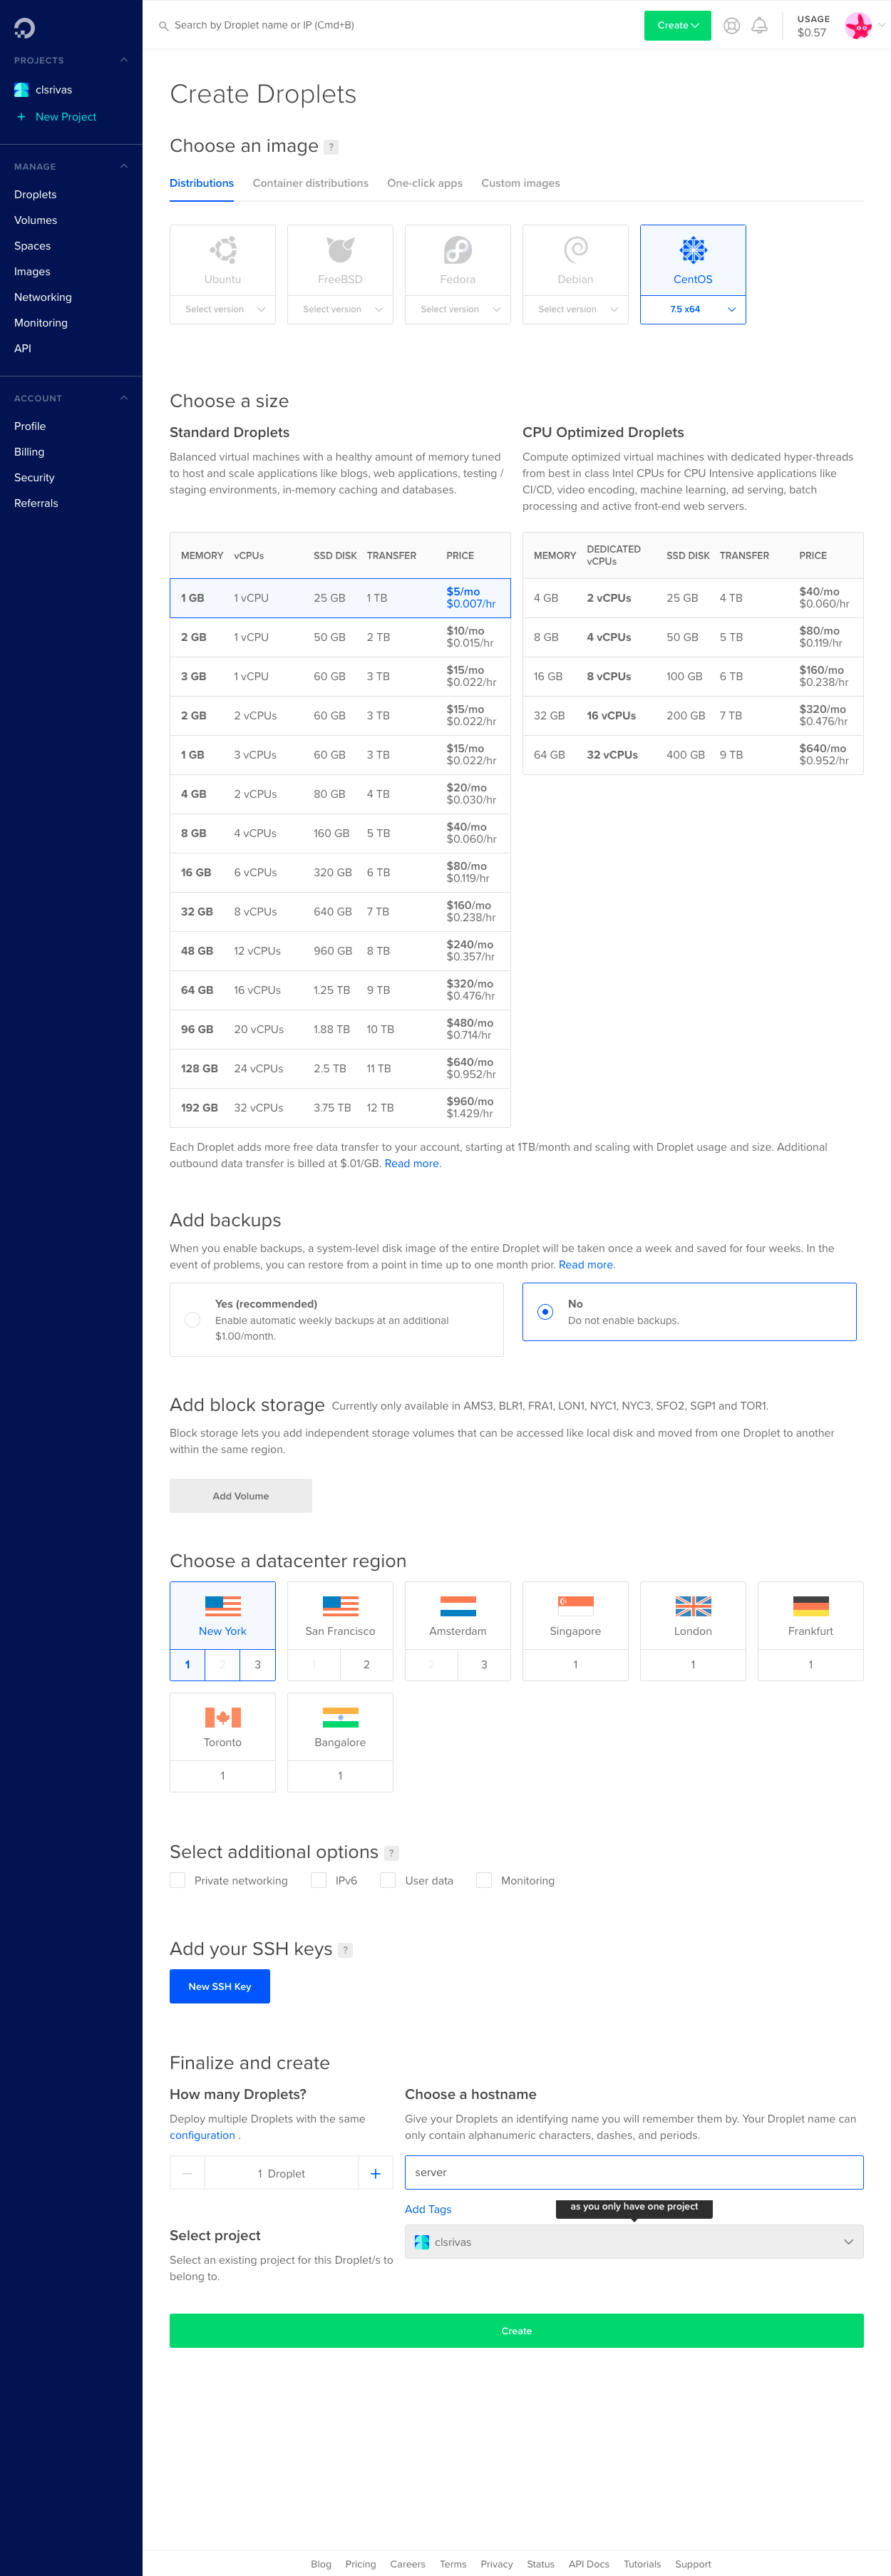 PROJECTS
clsrivas
+ New Project
MANAGE
Droplets
Volumes
Spaces
Images
Networking
Monitoring
API
ACCOUNT
Profile
Billing
Security
Referrals
Search by Droplet name or IP (Cmd+B)
Create
USAGE
$0.57
Create Droplets
Choose an image ?
Distributions Container distributions One-click apps Custom images
Ubuntu FreeBSD Fedora Debian CentOS
Select version Select version Select version Select version 7.5 x64
Choose a size
Standard Droplets
Balanced virtual machines with a healthy amount of memory tuned
to host and scale applications like blogs, web applications, testing /
staging environments, in-memory caching and databases.
MEMORY vCPUs SSD DISK TRANSFER PRICE
1 GB 1 vCPU 25 GB 1 TB $5/mo
$0.007/hr
2 GB 1 vCPU 50 GB 2 TB $10/mo
$0.015/hr
3 GB 1 vCPU 60 GB 3 TB $15/mo
$0.022/hr
2 GB 2 vCPUs 60 GB 3 TB $15/mo
$0.022/hr
1 GB 3 vCPUs 60 GB 3 TB $15/mo
$0.022/hr
4 GB 2 vCPUs 80 GB 4 TB $20/mo
$0.030/hr
8 GB 4 vCPUs 160 GB 5 TB $40/mo
$0.060/hr
16 GB 6 vCPUs 320 GB 6 TB $80/mo
$0.119/hr
32 GB 8 vCPUs 640 GB 7 TB $160/mo
$0.238/hr
48 GB 12 vCPUs 960 GB 8 TB $240/mo
$0.357/hr
64 GB 16 vCPUs 1.25 TB 9 TB $320/mo
$0.476/hr
96 GB 20 vCPUs 1.88 TB 10 TB $480/mo
$0.714/hr
128 GB 24 vCPUs 2.5 TB 11 TB $640/mo
$0.952/hr
192 GB 32 vCPUs 3.75 TB 12 TB $960/mo
$1.429/hr
CPU Optimized Droplets
Compute optimized virtual machines with dedicated hyper-threads
from best in class Intel CPUs for CPU Intensive applications like
CI/CD, video encoding, machine learning, ad serving, batch
processing and active front-end web servers.
MEMORY DEDICATED vCPUs SSD DISK TRANSFER PRICE
4 GB 2 vCPUs 25 GB 4 TB $40/mo
$0.060/hr
8 GB 4 vCPUs 50 GB 5 TB $80/mo
$0.119/hr
16 GB 8 vCPUs 100 GB 6 TB $160/mo
$0.238/hr
32 GB 16 vCPUs 200 GB 7 TB $320/mo
$0.476/hr
64 GB 32 vCPUs 400 GB 9 TB $640/mo
$0.952/hr
Each Droplet adds more free data transfer to your account, starting at 1TB/month and scaling with Droplet usage and size. Additional
outbound data transfer is billed at $.01/GB. Read more.
Add backups
When you enable backups, a system-level disk image of the entire Droplet will be taken once a week and saved for four weeks. In the
event of problems, you can restore from a point in time up to one month prior. Read more.
Yes (recommended)
Enable automatic weekly backups at an additional
$1.00/month.
No
Do not enable backups.
Add block storage Currently only available in AMS3, BLR1, FRA1, LON1, NYC1, NYC3, SFO2, SGP1 and TOR1.
Block storage lets you add independent storage volumes that can be accessed like local disk and moved from one Droplet to another
within the same region.
Add Volume
Choose a datacenter region
New York San Francisco Amsterdam Singapore London Frankfurt
1 2 3 1 2 2 3 1 1 1
Toronto Bangalore
1 1
Select additional options ?
Private networking IPv6 User data Monitoring
Add your SSH keys ?
New SSH Key
Finalize and create
How many Droplets?
Deploy multiple Droplets with the same
configuration .
1 Droplet
Choose a hostname
Give your Droplets an identifying name you will remember them by. Your Droplet name can
only contain alphanumeric characters, dashes, and periods.
server
Add Tags
as you only have one project
Select project
Select an existing project for this Droplet/s to
belong to.
clsrivas
Create
Blog Pricing Careers Terms Privacy Status API Docs Tutorials Support